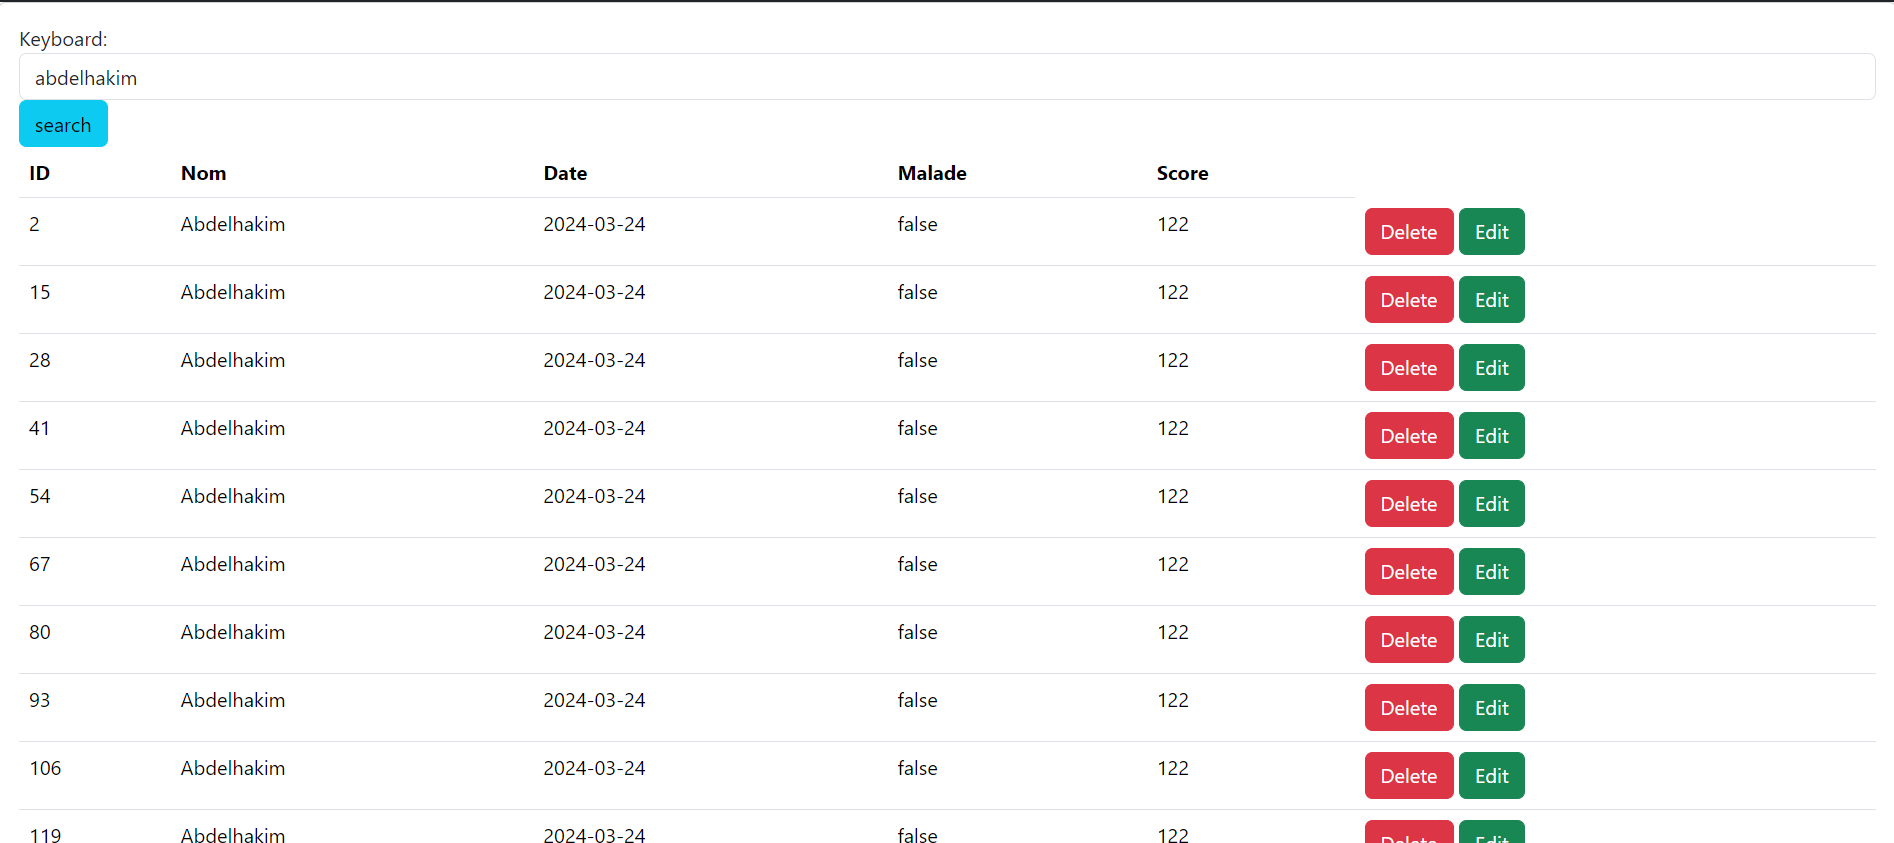 Keyboard:
abdelhakim
search
ID Nom Date Malade Score
2 Abdelhakim 2024-03-24 false 122 Delete Edit
15 Abdelhakim 2024-03-24 false 122 Delete Edit
28 Abdelhakim 2024-03-24 false 122 Delete Edit
41 Abdelhakim 2024-03-24 false 122 Delete Edit
54 Abdelhakim 2024-03-24 false 122 Delete Edit
67 Abdelhakim 2024-03-24 false 122 Delete Edit
80 Abdelhakim 2024-03-24 false 122 Delete Edit
93 Abdelhakim 2024-03-24 false 122 Delete Edit
106 Abdelhakim 2024-03-24 false 122 Delete Edit
119 Abdelhakim 2024-03-24 false 122 Delete Edit